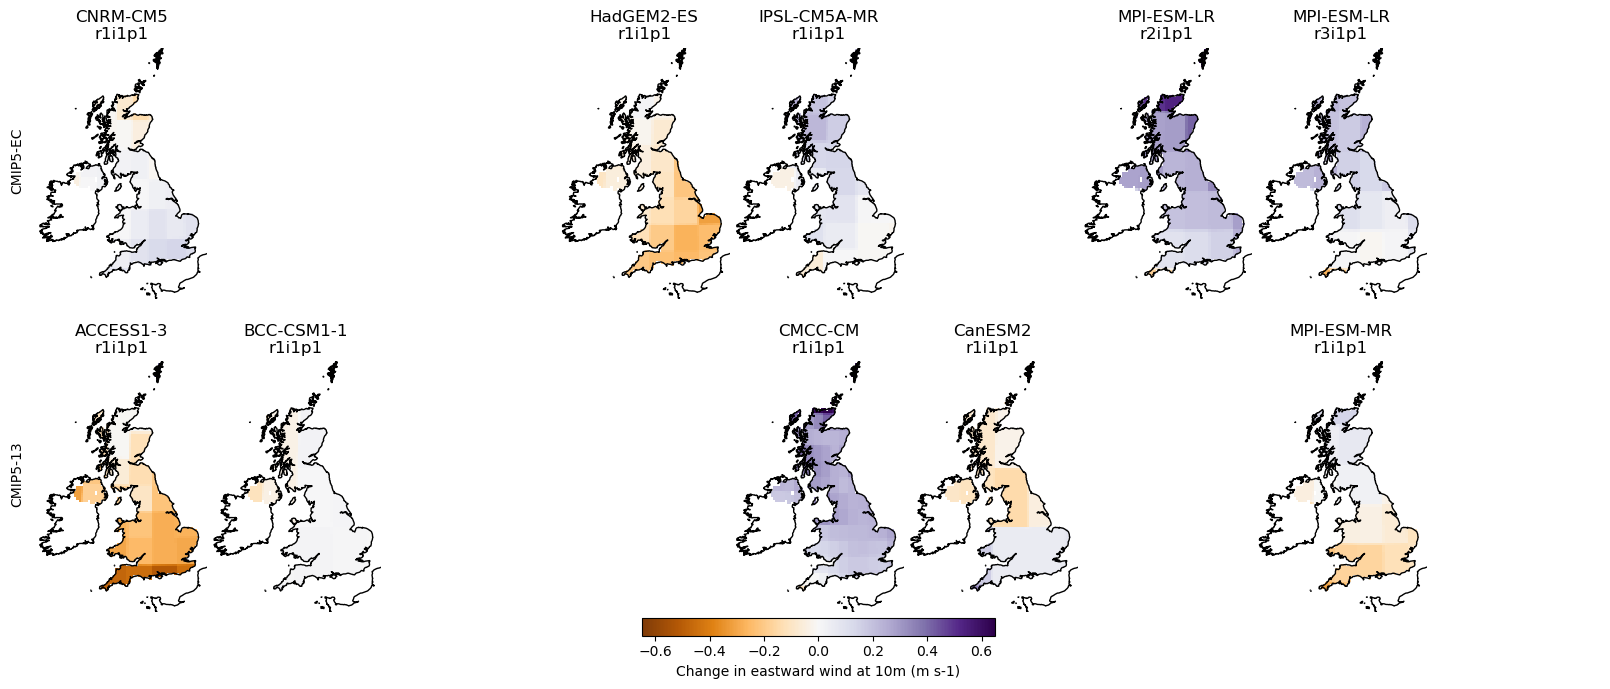 CNRM-CM5
r1i1p1
HadGEM2-ES
r1i1p1
IPSL-CM5A-MR
r1i1p1
MPI-ESM-LR
r2i1p1
MPI-ESM-LR
r3i1p1
CMIP5-EC
ACCESS1-3
r1i1p1
BCC-CSM1-1
r1i1p1
CMCC-CM
r1i1p1
CanESM2
r1i1p1
MPI-ESM-MR
r1i1p1
CMIP5-13
−0.6 −0.4 −0.2 0.0 0.2 0.4 0.6
Change in eastward wind at 10m (m s-1)